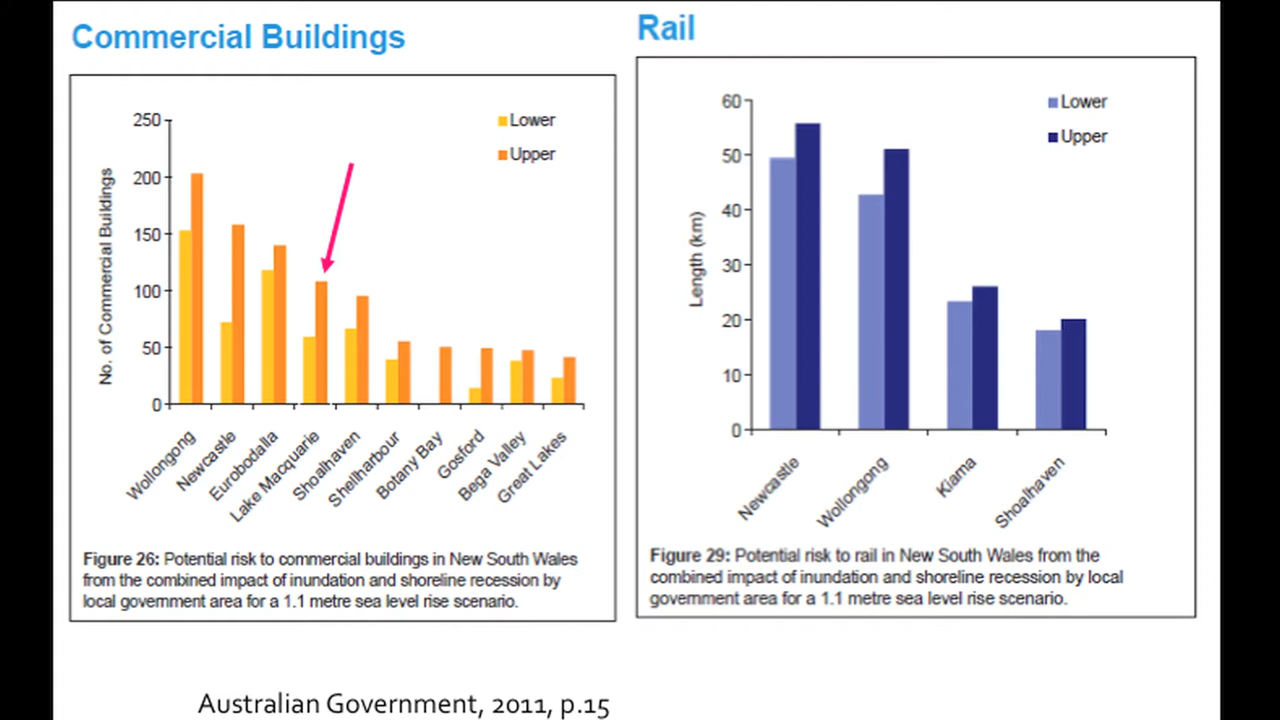 Commercial Buildings
250
200
150
100
50
0
No. of Commercial Buildings
Lower
Upper
Wollongong
Newcastle
Eurobodalla
Lake Macquarie
Shoalhaven
Shellharbour
Botany Bay
Gosford
Bega Valley
Great Lakes
Figure 26: Potential risk to commercial buildings in New South Wales
from the combined impact of inundation and shoreline recession by
local government area for a 1.1 metre sea level rise scenario.
Rail
60
50
40
30
20
10
0
Length (km)
Lower
Upper
Newcastle
Wollongong
Kiama
Shoalhaven
Figure 29: Potential risk to rail in New South Wales from the
combined impact of inundation and shoreline recession by local
government area for a 1.1 metre sea level rise scenario.
Australian Government, 2011, p.15